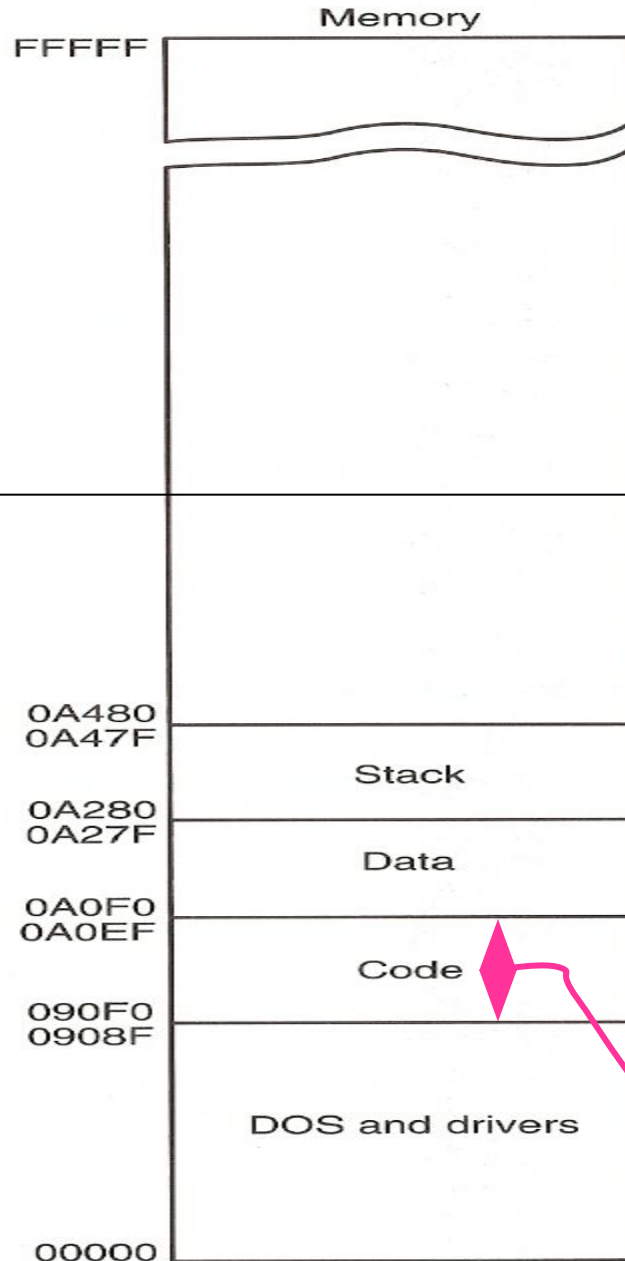 Memory
FFFFF
0A480
0A47F
Stack
0A280
0A27F
Data
0A0F0
0A0EF
Code
090F0
0908F
DOS and drivers
00000